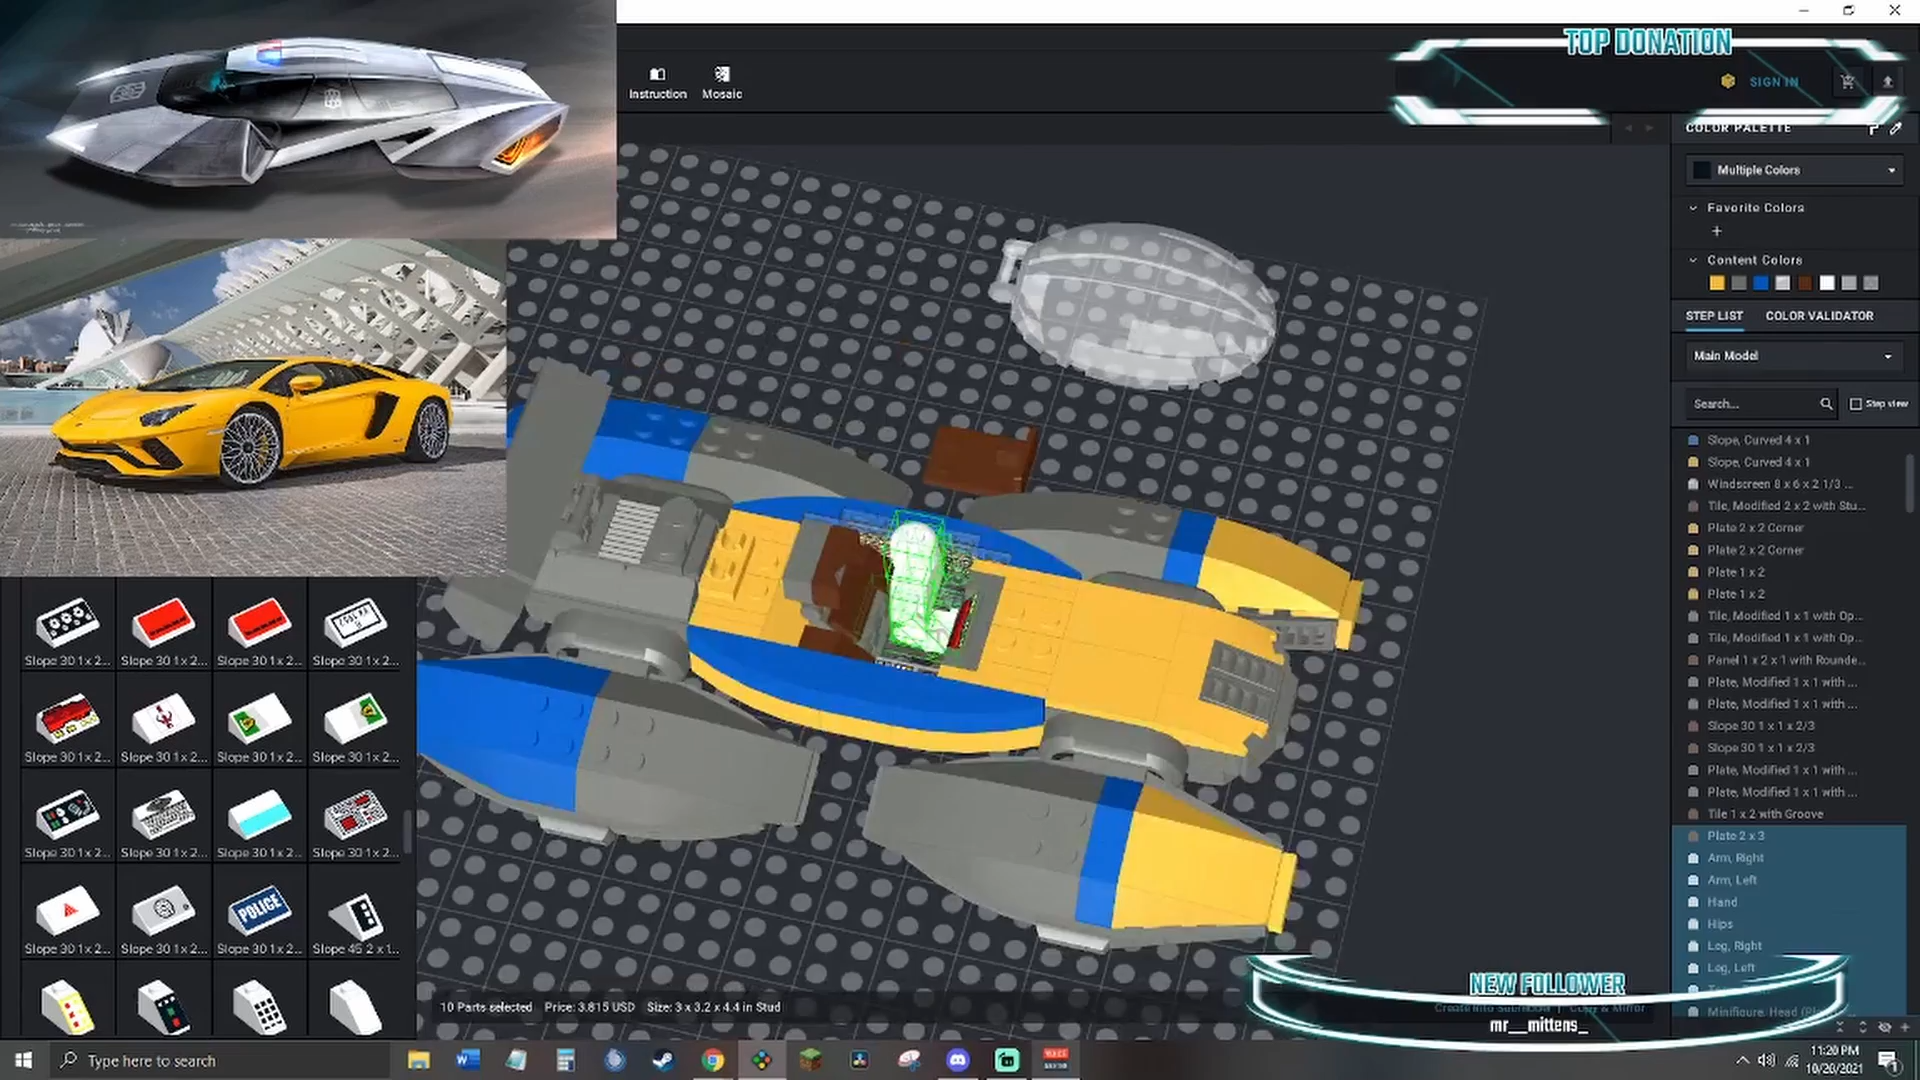 TOP DONATION
SIGN IN
Instruction
Mosaic
COLOR PALETTE
Multiple Colors
Favorite Colors
+
Content Colors
STEP LIST
COLOR VALIDATOR
Main Model
Search...
Step view
Slope, Curved 4 x 1
Slope, Curved 4 x 1
Windscreen 8 x 6 x 2 1/3 ...
Tile, Modified 2 x 2 with Stu...
Plate 2 x 2 Corner
Plate 2 x 2 Corner
Plate 1 x 2
Plate 1 x 2
Tile, Modified 1 x 1 with Op...
Tile, Modified 1 x 1 with Op...
Panel 1 x 2 x 1 with Rounde...
Plate, Modified 1 x 1 with ...
Plate, Modified 1 x 1 with ...
Slope 30 1 x 1 x 2/3
Slope 30 1 x 1 x 2/3
Plate, Modified 1 x 1 with ...
Plate, Modified 1 x 1 with ...
Tile 1 x 2 with Groove
Plate 2 x 3
Arm, Right
Arm, Left
Hand
Hips
Leg, Right
Leg, Left
Minifigure, Head
Slope 30 1 x 2...
Slope 30 1 x 2...
Slope 30 1 x 2...
Slope 30 1 x 2...
Slope 30 1 x 2...
Slope 30 1 x 2...
Slope 30 1 x 2...
Slope 30 1 x 2...
Slope 30 1 x 2...
Slope 30 1 x 2...
Slope 30 1 x 2...
Slope 30 1 x 2...
POLICE
Slope 30 1 x 2...
Slope 30 1 x 2...
Slope 30 1 x 2...
Slope 45 2 x 1...
10 Parts selected Price: 3.815 USD Size: 3 x 3.2 x 4.4 in Stud
NEW FOLLOWER
mr__mittens_
Type here to search
11:20 PM
10/20/2021